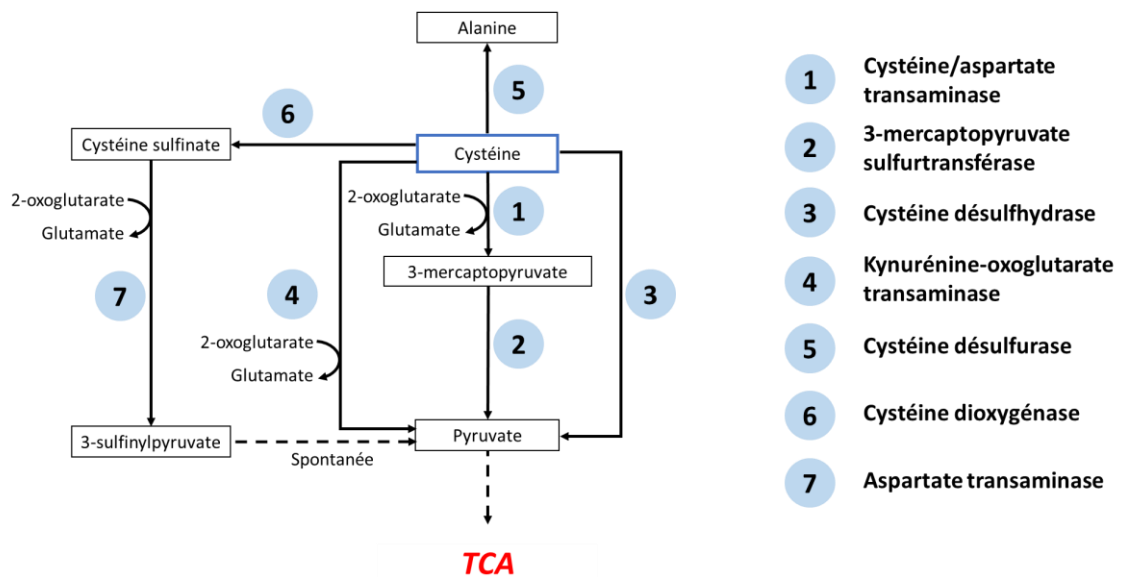 Alanine
5
6
Cystéine sulfinate
Cystéine
2-oxoglutarate
Glutamate
7
2-oxoglutarate
Glutamate
1
3-mercaptopyruvate
4
3
2-oxoglutarate
Glutamate
2
3-sulfinylpyruvate
Spontanée
Pyruvate
TCA
1
Cystéine/aspartate
transaminase
2
3-mercaptopyruvate
sulfurtransférase
3
Cystéine désulfhydrase
4
Kynurénine-oxoglutarate
transaminase
5
Cystéine désulfurase
6
Cystéine dioxygénase
7
Aspartate transaminase